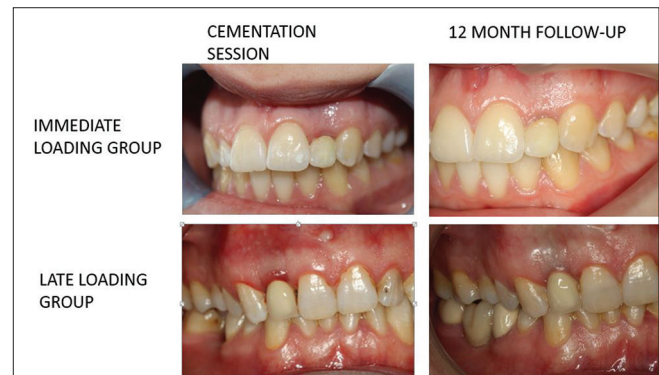 CEMENTATION
SESSION
12 MONTH FOLLOW-UP
IMMEDIATE
LOADING GROUP
LATE LOADING
GROUP